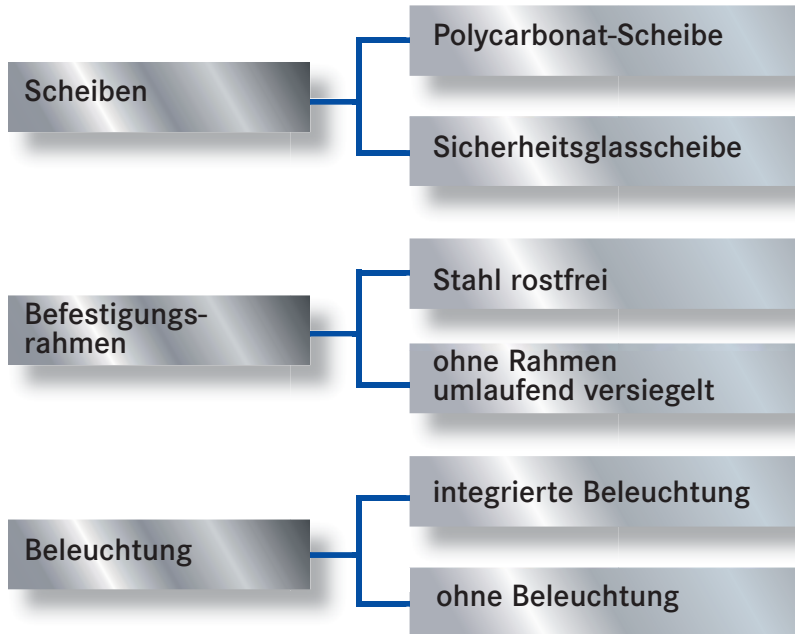 Scheiben
Polycarbonat-Scheibe
Sicherheitsglasscheibe
Befestigungs-
rahmen
Stahl rostfrei
ohne Rahmen
umlaufend versiegelt
Beleuchtung
integrierte Beleuchtung
ohne Beleuchtung